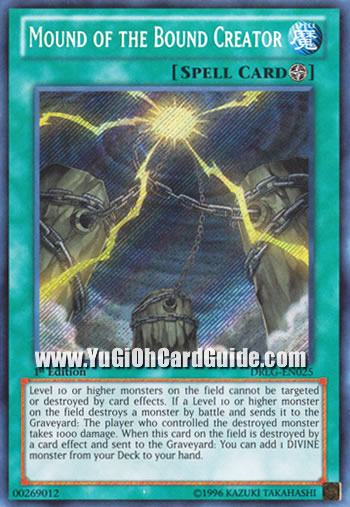 MOUND OF THE BOUND CREATOR
魔
[SPELL CARD]
www.YuGiOhCardGuide.com
1st Edition
DRLG-EN025
Level 10 or higher monsters on the field cannot be targeted
or destroyed by card effects. If a Level 10 or higher monster
on the field destroys a monster by battle and sends it to the
Graveyard: The player who controlled the destroyed monster
takes 1000 damage. When this card on the field is destroyed by
a card effect and sent to the Graveyard: You can add 1 DIVINE
monster from your Deck to your hand.
00269012
©1996 KAZUKI TAKAHASHI